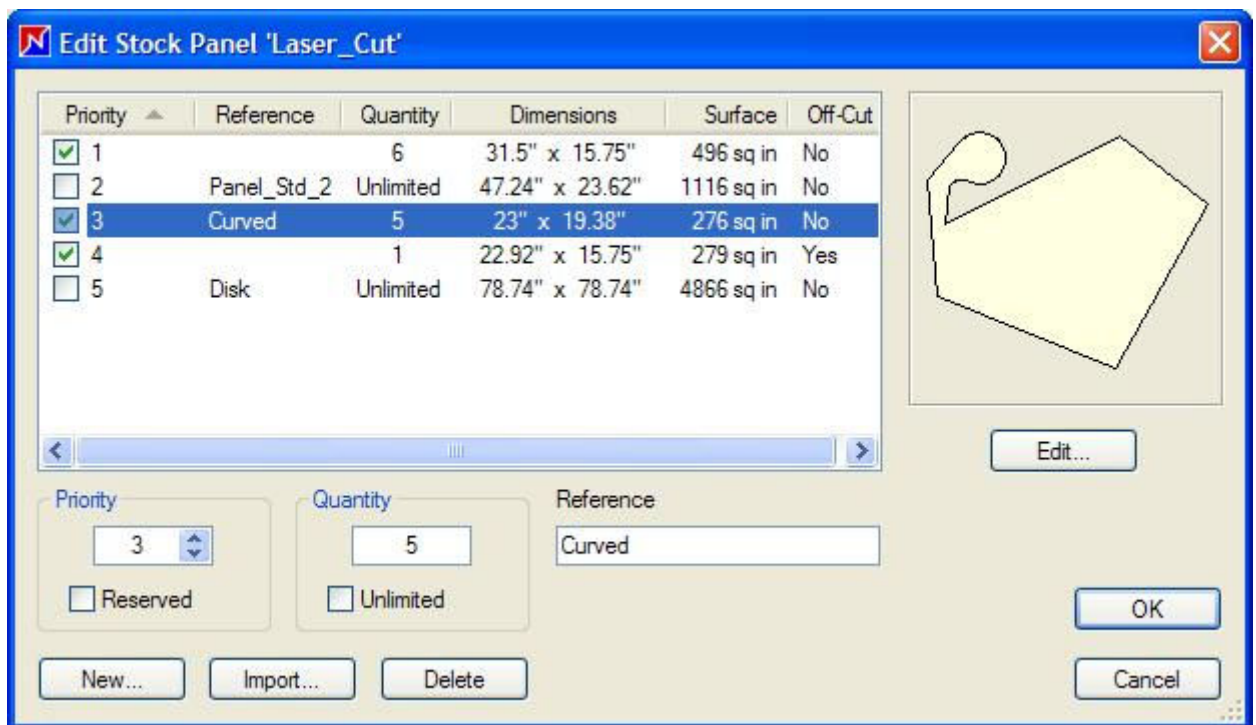 Edit Stock Panel 'Laser_Cut'
Priority Reference Quantity Dimensions Surface Off-Cut
1 6 31.5" x 15.75" 496 sq in No
2 Panel_Std_2 Unlimited 47.24" x 23.62" 1116 sq in No
3 Curved 5 23" x 19.38" 276 sq in No
4 1 22.92" x 15.75" 279 sq in Yes
5 Disk Unlimited 78.74" x 78.74" 4866 sq in No
Edit...
Priority Quantity Reference
3 5 Curved
Reserved Unlimited
OK
New... Import... Delete Cancel